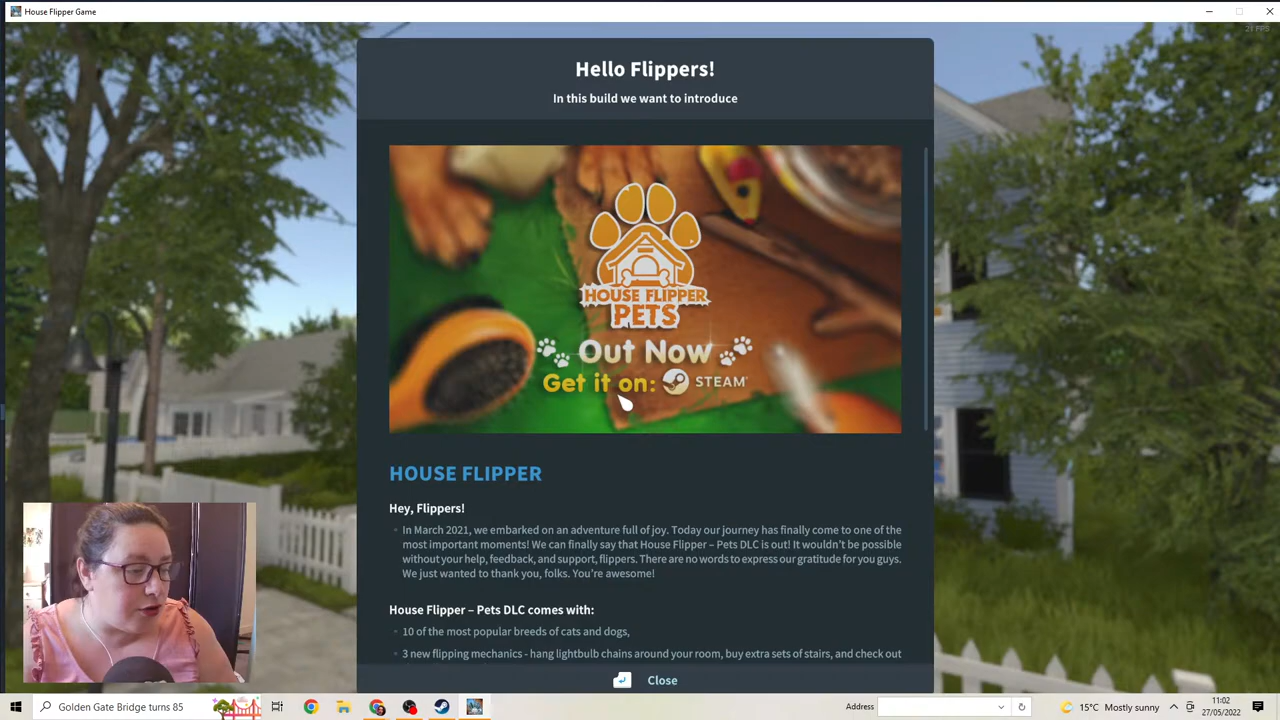 House Flipper Game
21 FPS
Hello Flippers!
In this build we want to introduce
HOUSE FLIPPER
PETS
Out Now
Get it on: STEAM
HOUSE FLIPPER
Hey, Flippers!
In March 2021, we embarked on an adventure full of joy. Today our journey has finally come to one of the
most important moments! We can finally say that House Flipper – Pets DLC is out! It wouldn't be possible
without your help, feedback, and support, flippers. There are no words to express our gratitude for you guys.
We just wanted to thank you, folks. You're awesome!
House Flipper – Pets DLC comes with:
10 of the most popular breeds of cats and dogs,
3 new flipping mechanics - hang lightbulb chains around your room, buy extra sets of stairs, and check out
Close
Golden Gate Bridge turns 85
Address
15°C Mostly sunny
11:02
27/05/2022